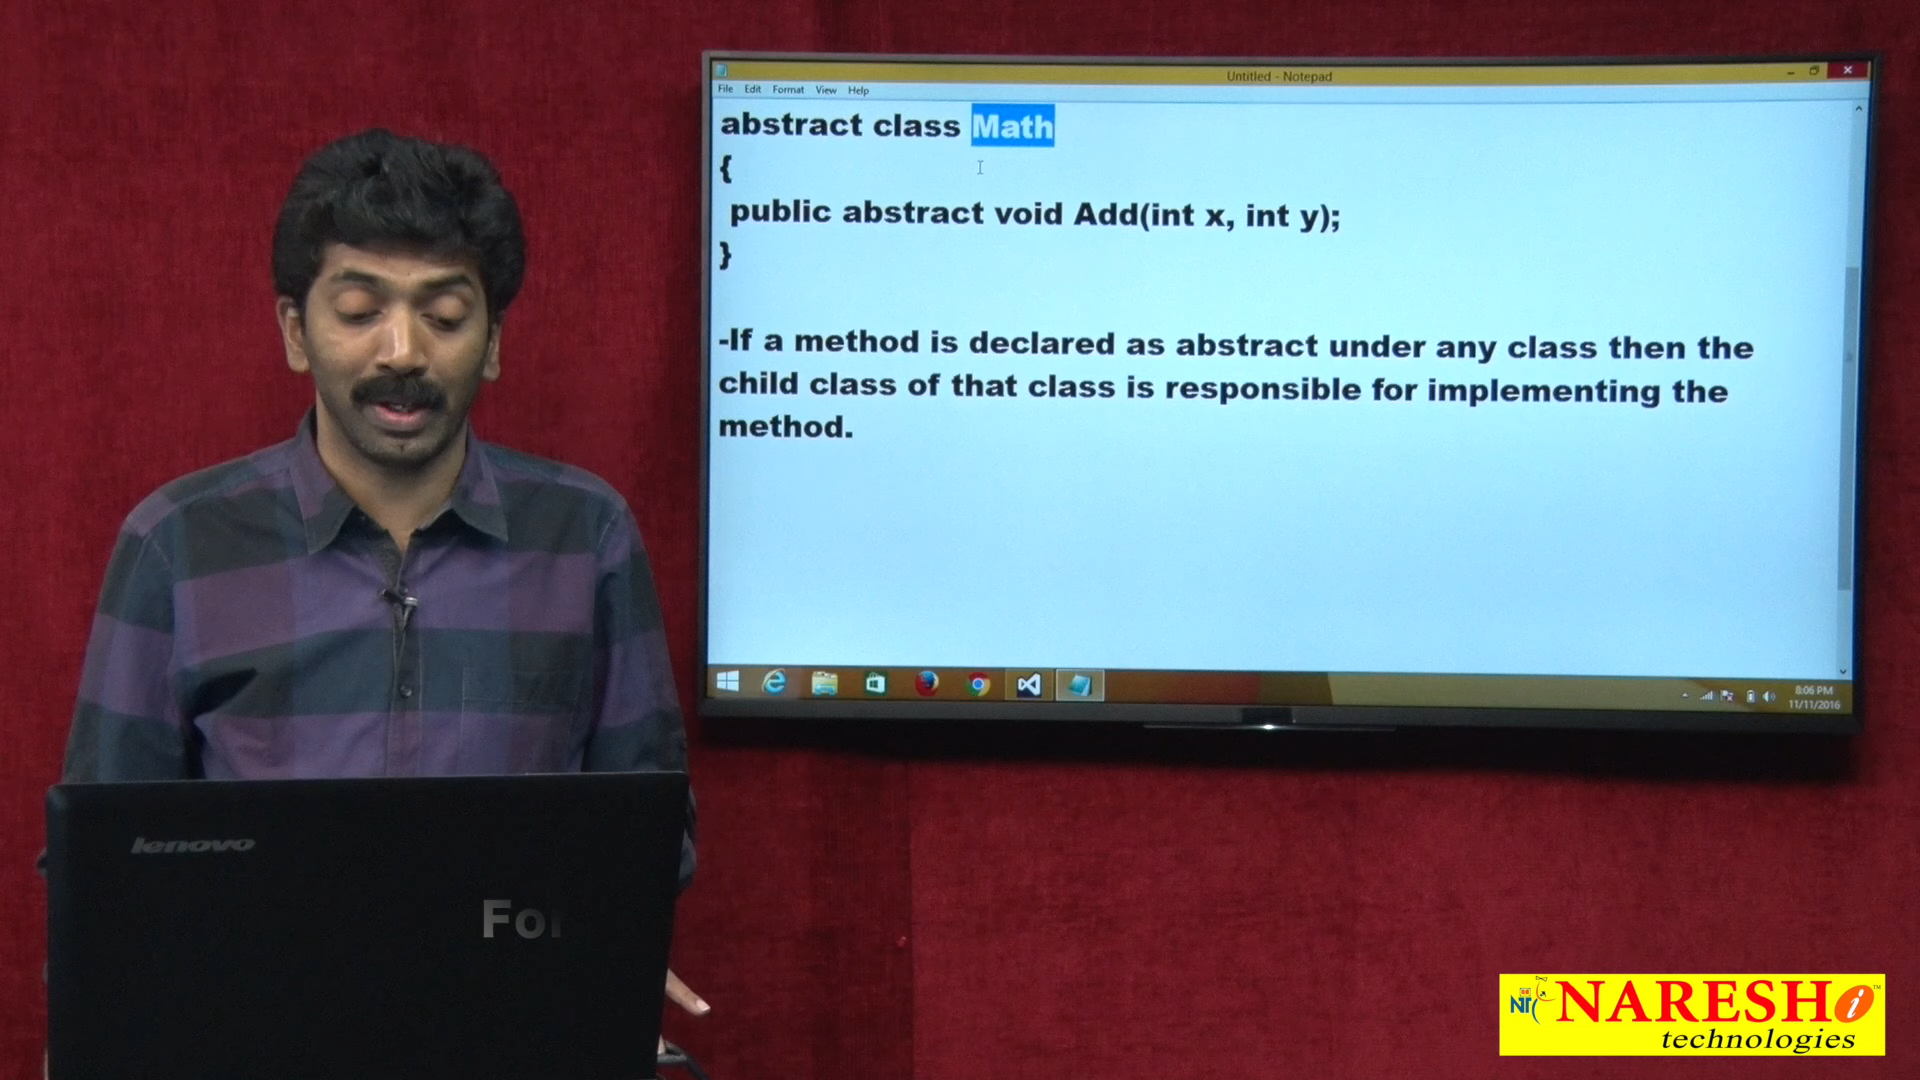 Untitled - Notepad
File Edit Format View Help
abstract class Math
{
public abstract void Add(int x, int y);
}
-If a method is declared as abstract under any class then the
child class of that class is responsible for implementing the
method.
8:06 PM
11/11/2016
lenovo
For
NARESH i ™
technologies